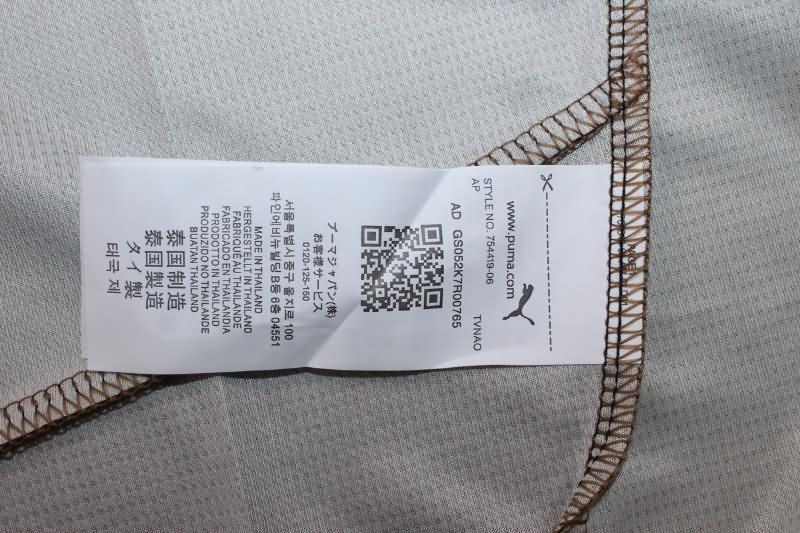 www.puma.com
STYLE NO. 754419-06
AP
TVNAO
AD GS052K7R00765
プーマジャパン(株)
お客様サービス
0120-125-150
서울특별시 중구 을지로 100
파인에비뉴빌딩 B동 6층 04551
MADE IN THAILAND
HERGESTELLT IN THAILAND
FABRIQUÉ AU THAILANDE
FABRICADO EN THAILANDIA
PRODOTTO IN THAILAND
PRODUZIDO NO THAILANDE
BUATAN THAILAND
泰国制造
泰國製造
タイ製
태국 제